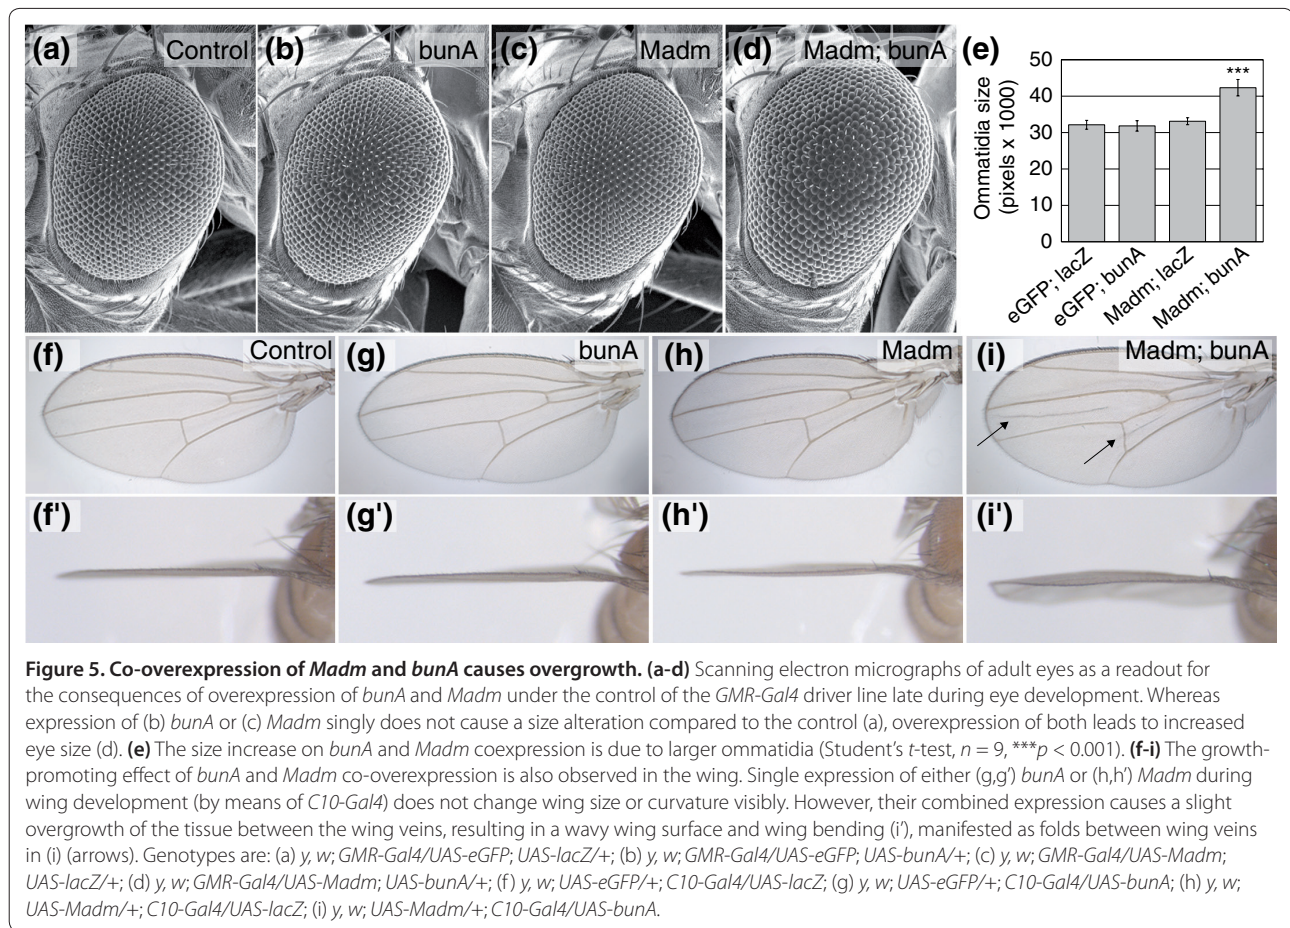 (a) Control
(b) bunA
(c) Madm
(d) Madm; bunA
(e)
Ommatidia size
(pixels x 1000)
50
40
30
20
10
0
***
eGFP; lacZ
eGFP; bunA
Madm; lacZ
Madm; bunA
(f) Control
(g) bunA
(h) Madm
(i) Madm; bunA
(f')
(g')
(h')
(i')
Figure 5. Co-overexpression of Madm and bunA causes overgrowth. (a-d) Scanning electron micrographs of adult eyes as a readout for
the consequences of overexpression of bunA and Madm under the control of the GMR-Gal4 driver line late during eye development. Whereas
expression of (b) bunA or (c) Madm singly does not cause a size alteration compared to the control (a), overexpression of both leads to increased
eye size (d). (e) The size increase on bunA and Madm coexpression is due to larger ommatidia (Student's t-test, n = 9, ***p < 0.001). (f-i) The growth-
promoting effect of bunA and Madm co-overexpression is also observed in the wing. Single expression of either (g,g') bunA or (h,h') Madm during
wing development (by means of C10-Gal4) does not change wing size or curvature visibly. However, their combined expression causes a slight
overgrowth of the tissue between the wing veins, resulting in a wavy wing surface and wing bending (i'), manifested as folds between wing veins
in (i) (arrows). Genotypes are: (a) y, w; GMR-Gal4/UAS-eGFP; UAS-lacZ/+; (b) y, w; GMR-Gal4/UAS-eGFP; UAS-bunA/+; (c) y, w; GMR-Gal4/UAS-Madm;
UAS-lacZ/+; (d) y, w; GMR-Gal4/UAS-Madm; UAS-bunA/+; (f) y, w; UAS-eGFP/+; C10-Gal4/UAS-lacZ; (g) y, w; UAS-eGFP/+; C10-Gal4/UAS-bunA; (h) y, w;
UAS-Madm/+; C10-Gal4/UAS-lacZ; (i) y, w; UAS-Madm/+; C10-Gal4/UAS-bunA.